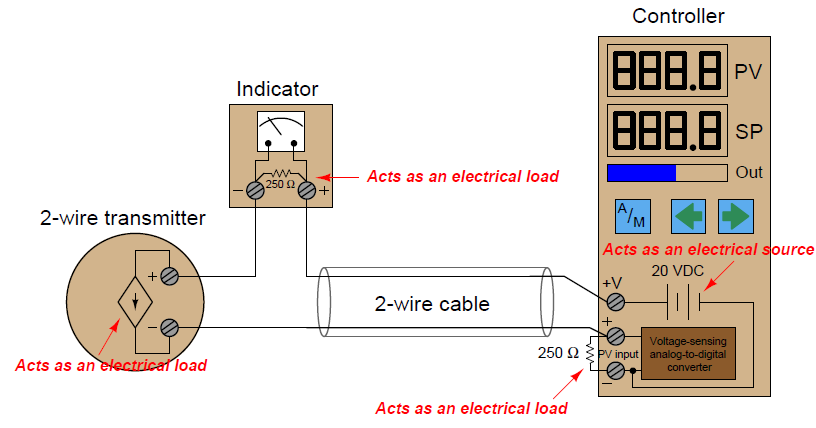 Controller
888.8 PV
888.8 SP
Out
A/M
Indicator
250 Ω
− +
Acts as an electrical load
2-wire transmitter
+
−
Acts as an electrical load
2-wire cable
Acts as an electrical source
20 VDC
+V
+
250 Ω
PV input
−
Voltage-sensing
analog-to-digital
converter
Acts as an electrical load